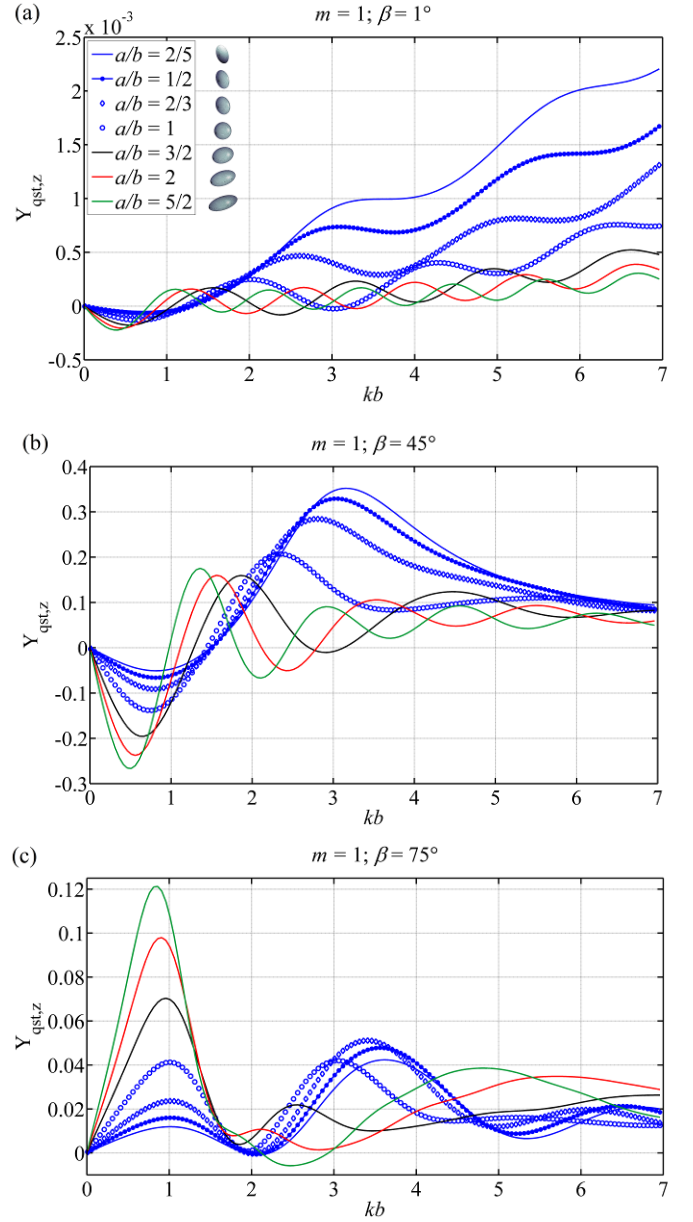 (a)
× 10⁻³
m = 1; β = 1°
2.5
2
1.5
1
0.5
0
-0.5
Y_qst,z
a/b = 2/5
a/b = 1/2
a/b = 2/3
a/b = 1
a/b = 3/2
a/b = 2
a/b = 5/2
0 1 2 3 4 5 6 7
kb
(b)
m = 1; β = 45°
0.4
0.3
0.2
0.1
0
-0.1
-0.2
-0.3
Y_qst,z
0 1 2 3 4 5 6 7
kb
(c)
m = 1; β = 75°
0.12
0.1
0.08
0.06
0.04
0.02
0
Y_qst,z
0 1 2 3 4 5 6 7
kb